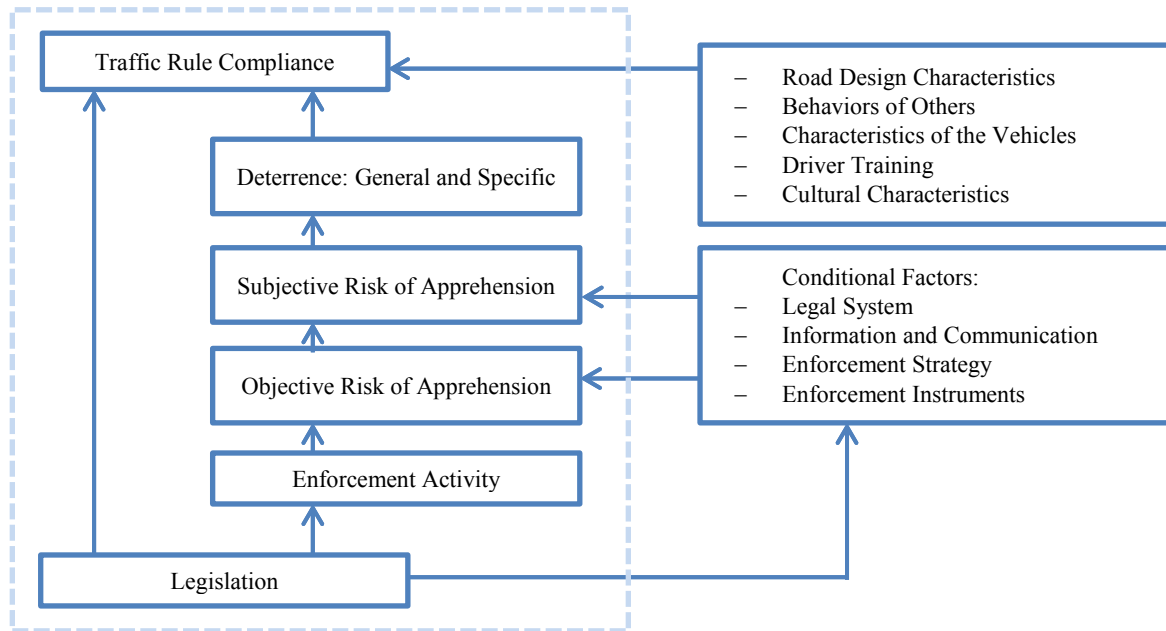 Traffic Rule Compliance
– Road Design Characteristics
– Behaviors of Others
– Characteristics of the Vehicles
– Driver Training
– Cultural Characteristics
Deterrence: General and Specific
Subjective Risk of Apprehension
Conditional Factors:
– Legal System
– Information and Communication
– Enforcement Strategy
– Enforcement Instruments
Objective Risk of Apprehension
Enforcement Activity
Legislation